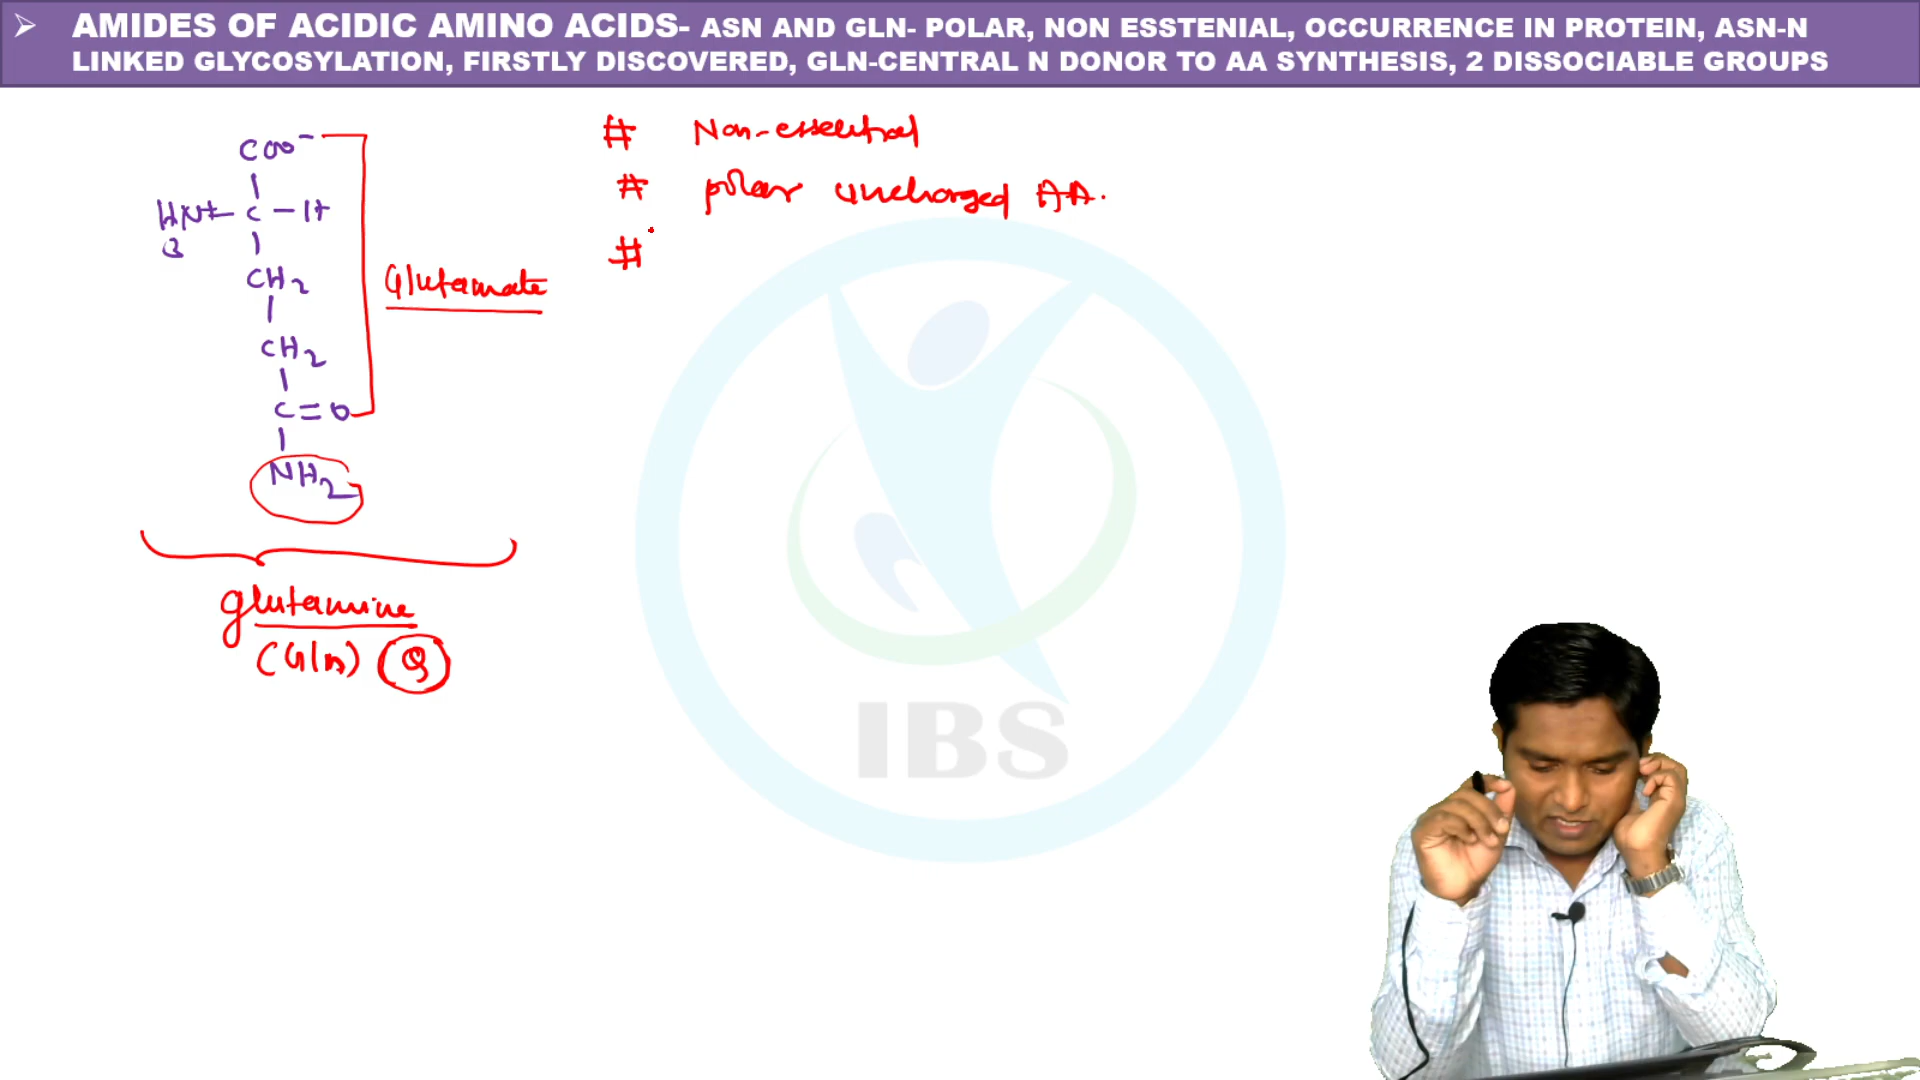 ➤ AMIDES OF ACIDIC AMINO ACIDS- ASN AND GLN- POLAR, NON ESSTENIAL, OCCURRENCE IN PROTEIN, ASN-N
LINKED GLYCOSYLATION, FIRSTLY DISCOVERED, GLN-CENTRAL N DONOR TO AA SYNTHESIS, 2 DISSOCIABLE GROUPS
COO⁻
H₃N⁺ – C – H
CH₂
CH₂
C=O
NH₂
Glutamate
glutamine
(Gln) Q
# Non-essential
# polar uncharged AA.
#
IBS